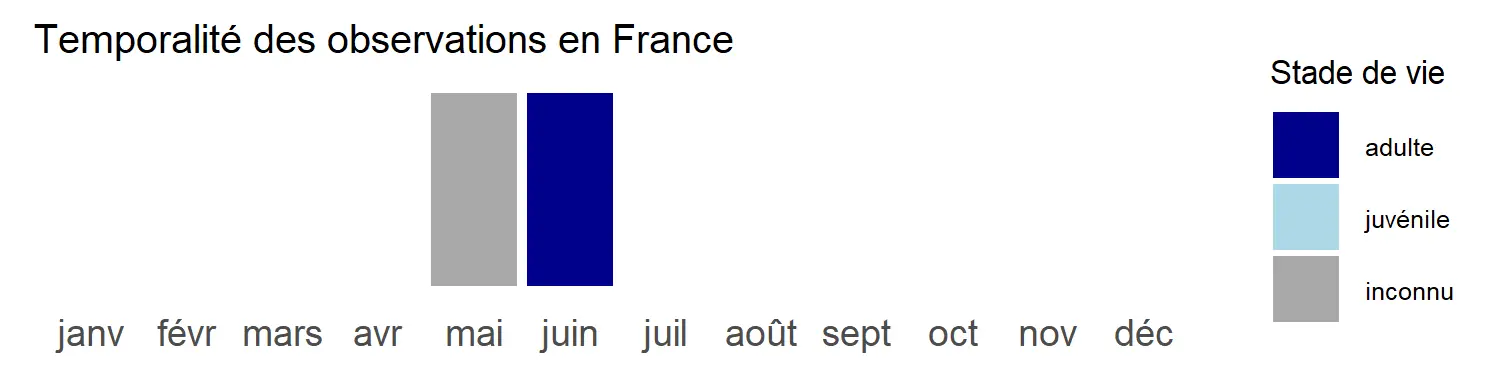 Temporalité des observations en France
Stade de vie
adulte
juvénile
inconnu
janv févr mars avr mai juin juil août sept oct nov déc